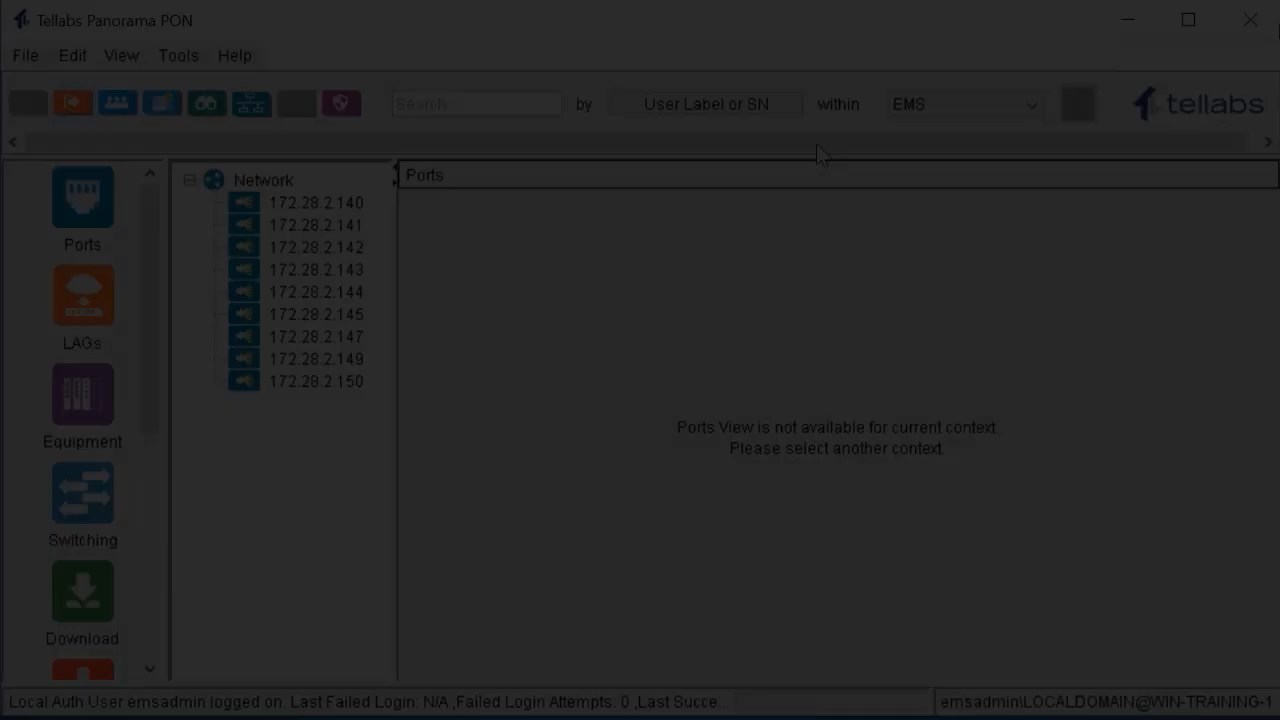 Tellabs Panorama PON
File Edit View Tools Help
Search by User Label or SN within EMS tellabs
Ports
LAGs
Equipment
Switching
Download
Network
172.28.2.140
172.28.2.141
172.28.2.142
172.28.2.143
172.28.2.144
172.28.2.145
172.28.2.147
172.28.2.149
172.28.2.150
Ports
Ports View is not available for current context.
Please select another context.
Local Auth User emsadmin logged on. Last Failed Login: N/A ,Failed Login Attempts: 0 ,Last Succe...
emsadmin\LOCALDOMAIN@WIN-TRAINING-1